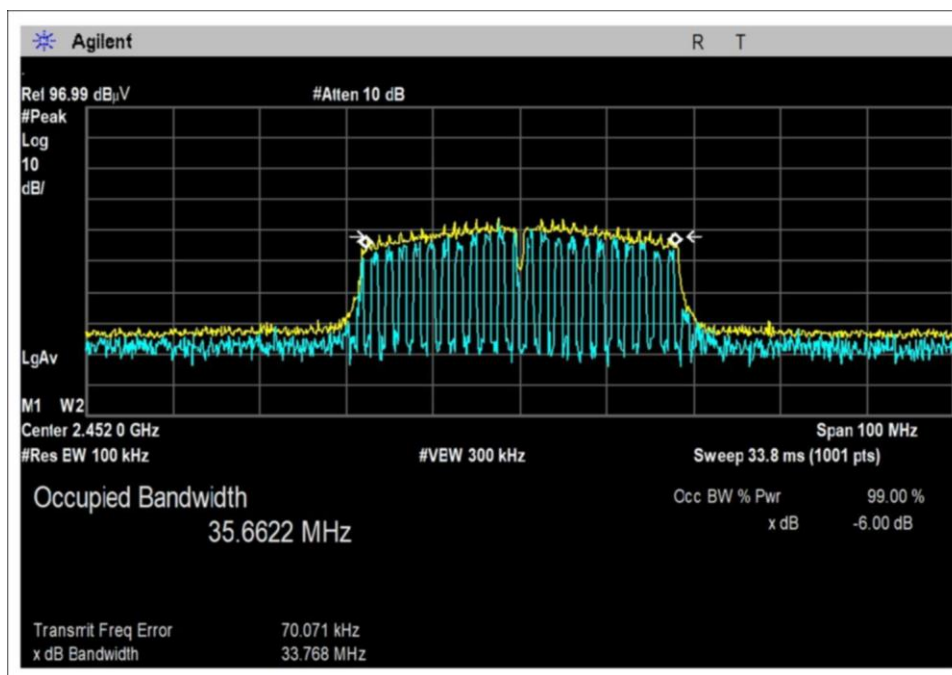 Agilent R T
Ref 96.99 dBµV #Atten 10 dB
#Peak
Log
10
dB/
LgAv
M1 W2
Center 2.452 0 GHz Span 100 MHz
#Res BW 100 kHz #VBW 300 kHz Sweep 33.8 ms (1001 pts)
Occupied Bandwidth Occ BW % Pwr 99.00 %
35.6622 MHz x dB -6.00 dB
Transmit Freq Error 70.071 kHz
x dB Bandwidth 33.768 MHz